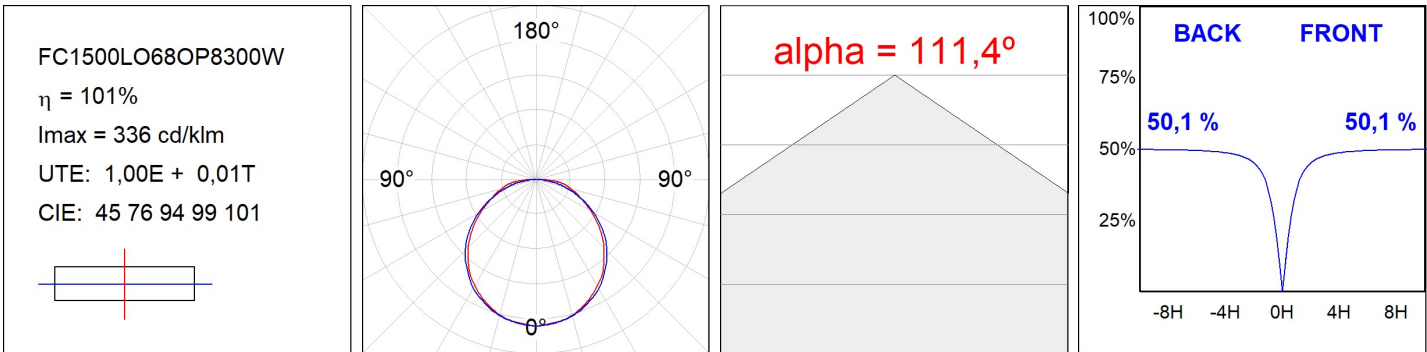 FC1500LO68OP8300W
η = 101%
Imax = 336 cd/klm
UTE: 1,00E + 0,01T
CIE: 45 76 94 99 101
180°
90° 90°
0°
alpha = 111,4º
100% BACK FRONT
75%
50,1 % 50,1 %
50%
25%
-8H -4H 0H 4H 8H